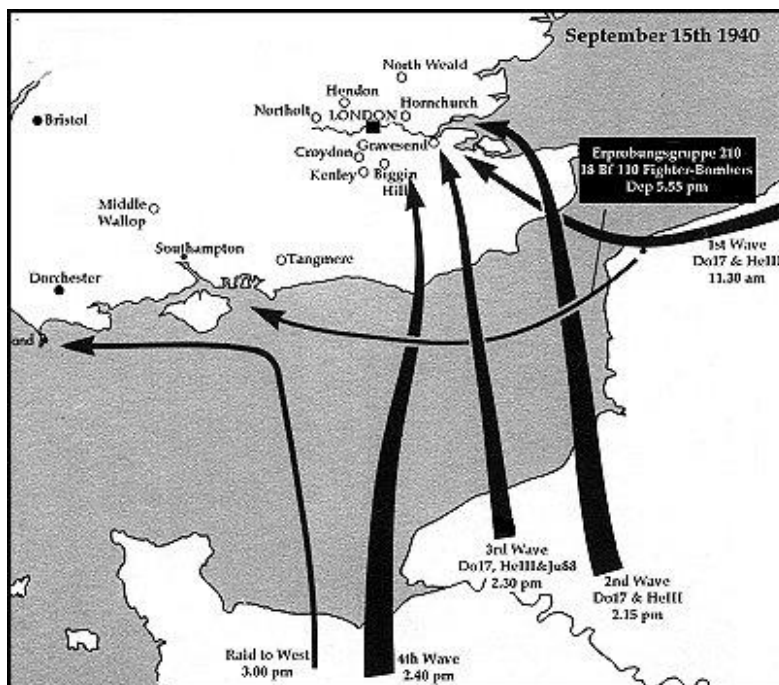 September 15th 1940
North Weald
Hendon
Northolt
LONDON
Hornchurch
Bristol
Gravesend
Croydon
Kenley
Biggin
Hill
Erprobungsgruppe 210
18 Bf 110 Fighter-Bombers
Dep 5.55 pm
Middle
Wallop
Southampton
Tangmere
1st Wave
Do17 & HeIII
11.30 am
Dorchester
and
3rd Wave
Do17, HeIII&Ju88
2.30 pm
2nd Wave
Do17 & HeIII
2.15 pm
Raid to West
3.00 pm
4th Wave
2.40 pm